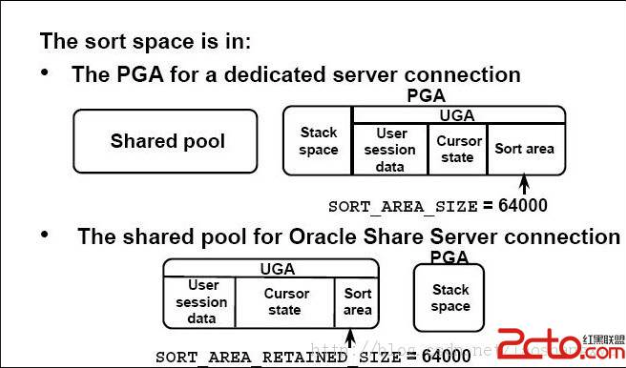 The sort space is in:
• The PGA for a dedicated server connection
PGA
UGA
Shared pool
Stack space
User session data
Cursor state
Sort area
SORT_AREA_SIZE = 64000
• The shared pool for Oracle Share Server connection
PGA
UGA
User session data
Cursor state
Sort area
Stack space
SORT_AREA_RETAINED_SIZE = 64000
2cto.com
红黑联盟